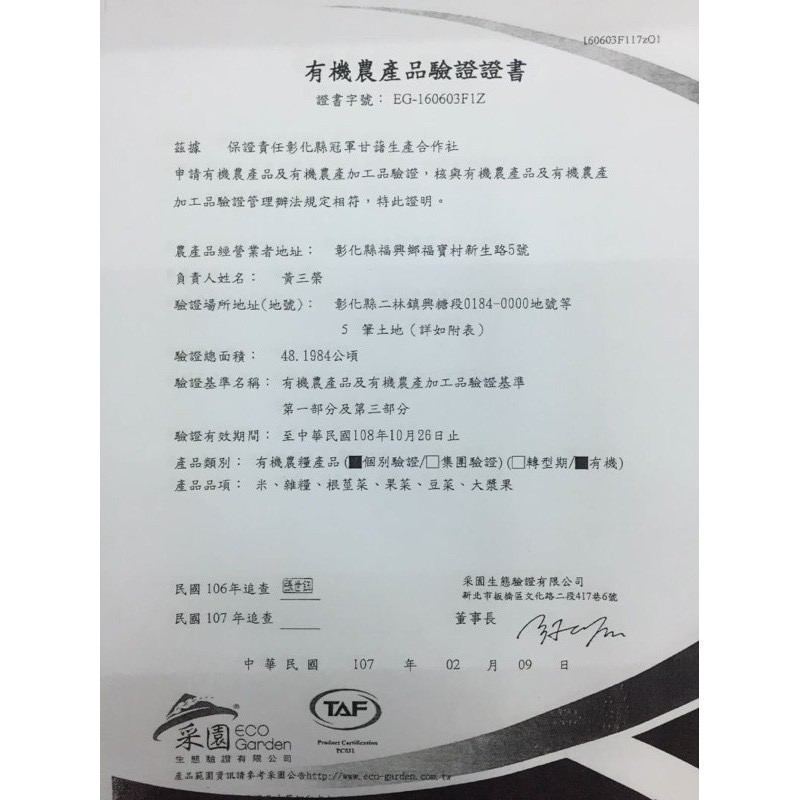 160603F117zO1
有機農產品驗證證書
證書字號： EG-160603F1Z
茲據 保證責任彰化縣冠軍甘藷生產合作社
申請有機農產品及有機農產加工品驗證，核與有機農產品及有機農產
加工品驗證管理辦法規定相符，特此證明。
農產品經營業者地址： 彰化縣福興鄉福寶村新生路5號
負責人姓名： 黃三榮
驗證場所地址(地號)： 彰化縣二林鎮興糖段0184-0000地號等
5 筆土地（詳如附表）
驗證總面積： 48.1984公頃
驗證基準名稱： 有機農產品及有機農產加工品驗證基準
第一部分及第三部分
驗證有效期間： 至中華民國108年10月26日止
產品類別： 有機農糧產品(■個別驗證/□集團驗證)(□轉型期/■有機)
產品品項： 米、雜糧、根莖菜、果菜、豆菜、大漿果
民國 106年追查
民國 107 年追查
采園生態驗證有限公司
新北市板橋區文化路二段417巷6號
董事長
中 華 民 國 107 年 02 月 09 日
采園 ECO Garden
生態驗證有限公司
TAF
Product Certification
產品範圍資訊請參考采園公告http://www.eco-garden.com.tw